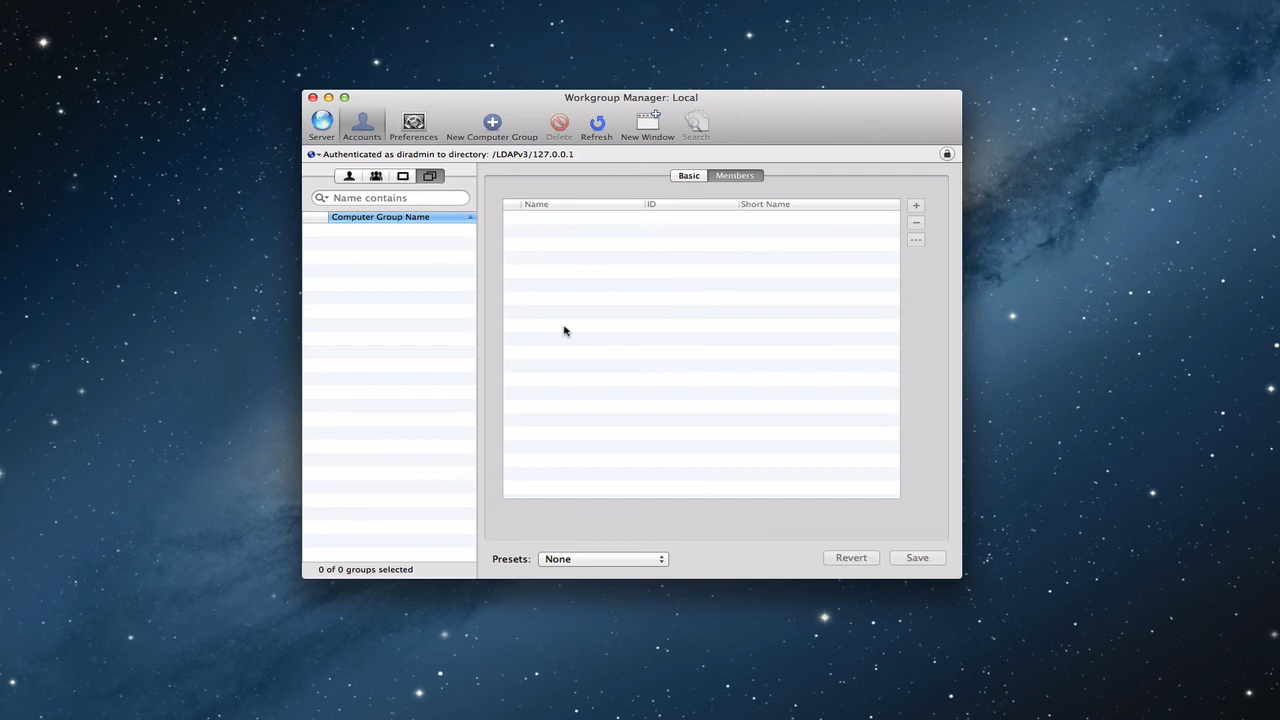 Workgroup Manager: Local
Server Accounts Preferences New Computer Group Delete Refresh New Window Search
Authenticated as diradmin to directory: /LDAPv3/127.0.0.1
Basic Members
Name contains
Name ID Short Name
Computer Group Name
Presets: None Revert Save
0 of 0 groups selected